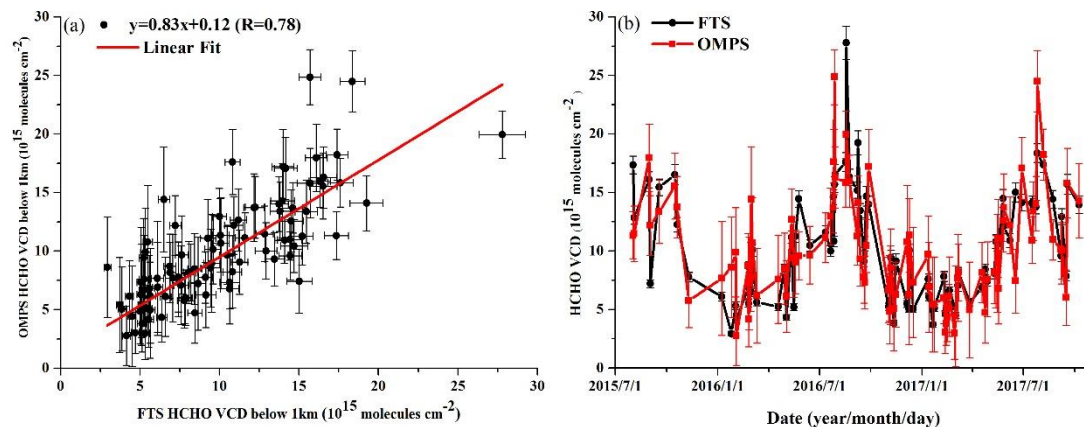 (a)
y=0.83x+0.12 (R=0.78)
Linear Fit
OMPS HCHO VCD below 1km (10^15 molecules cm^-2)
30
25
20
15
10
5
0
0 5 10 15 20 25 30
FTS HCHO VCD below 1km (10^15 molecules cm^-2)
(b)
FTS
OMPS
HCHO VCD (10^15 molecules cm^-2)
30
25
20
15
10
5
0
2015/7/1 2016/1/1 2016/7/1 2017/1/1 2017/7/1
Date (year/month/day)